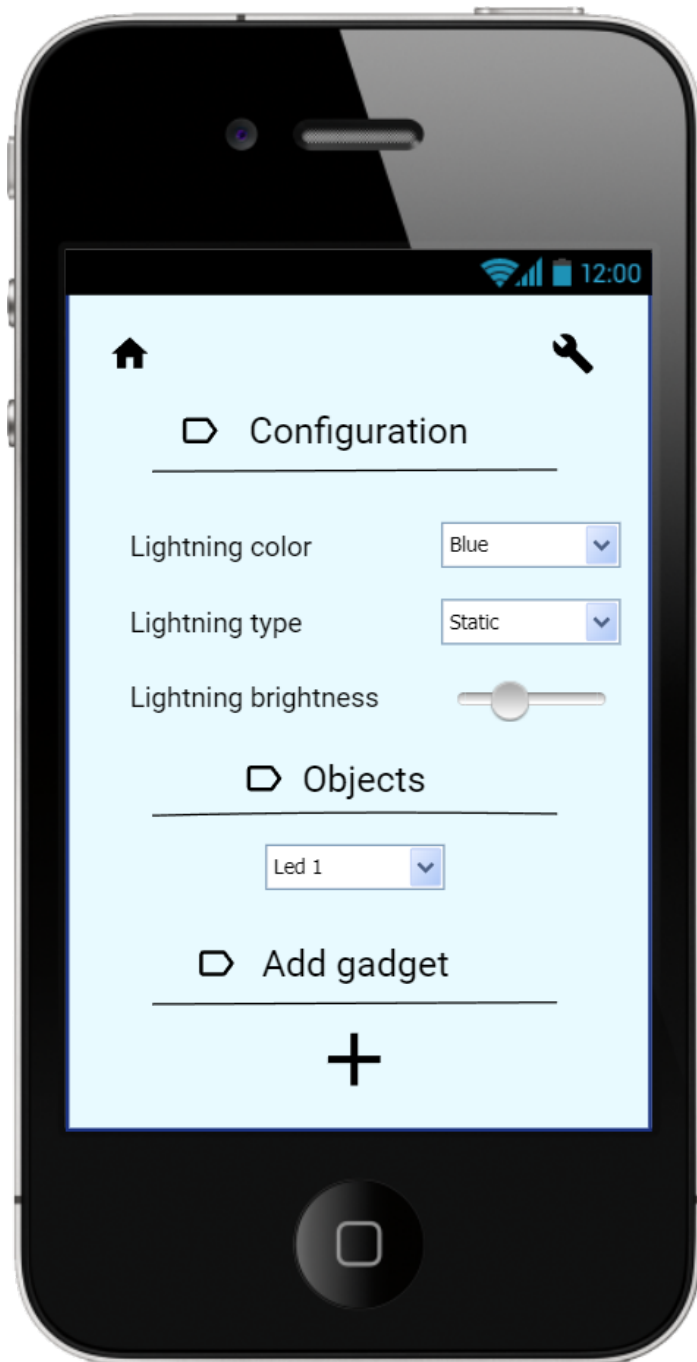 12:00
Configuration
Lightning color Blue
Lightning type Static
Lightning brightness
Objects
Led 1
Add gadget